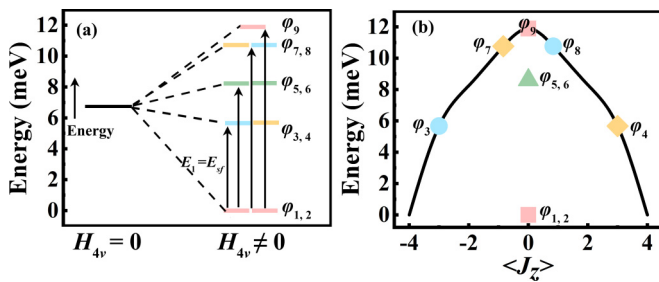 (a)
Energy (meV)
12
10
8
6
4
2
0
Energy
E₁=E_sf
φ₉
φ₇, ₈
φ₅, ₆
φ₃, ₄
φ₁, ₂
H₄ᵥ = 0
H₄ᵥ ≠ 0
(b)
Energy (meV)
12
10
8
6
4
2
0
φ₉
φ₇
φ₈
φ₅, ₆
φ₃
φ₄
φ₁, ₂
-4 -2 0 2 4
<J_z>